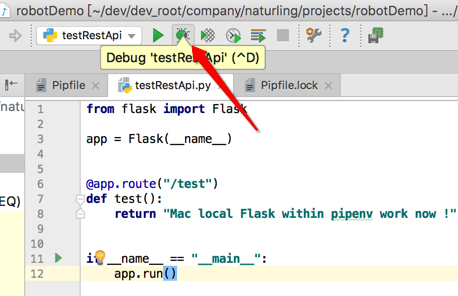 robotDemo [~/dev/dev_root/company/naturling/projects/robotDemo] - .../
testRestApi
Debug 'testRestApi' (^D)
Pipfile
testRestApi.py
Pipfile.lock
1 from flask import Flask
2
3 app = Flask(__name__)
4
5
6 @app.route("/test")
7 def test():
8 return "Mac local Flask within pipenv work now !"
9
10
11 if __name__ == "__main__":
12 app.run()